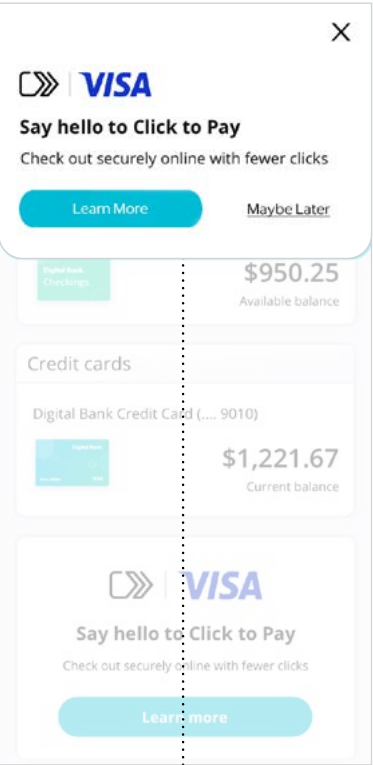 VISA
Say hello to Click to Pay
Check out securely online with fewer clicks
Learn More Maybe Later
Digital Bank
Checkings
$950.25
Available balance
Credit cards
Digital Bank Credit Card (.... 9010)
Digital Bank
$1,221.67
Current balance
VISA
Say hello to Click to Pay
Check out securely online with fewer clicks
Learn more